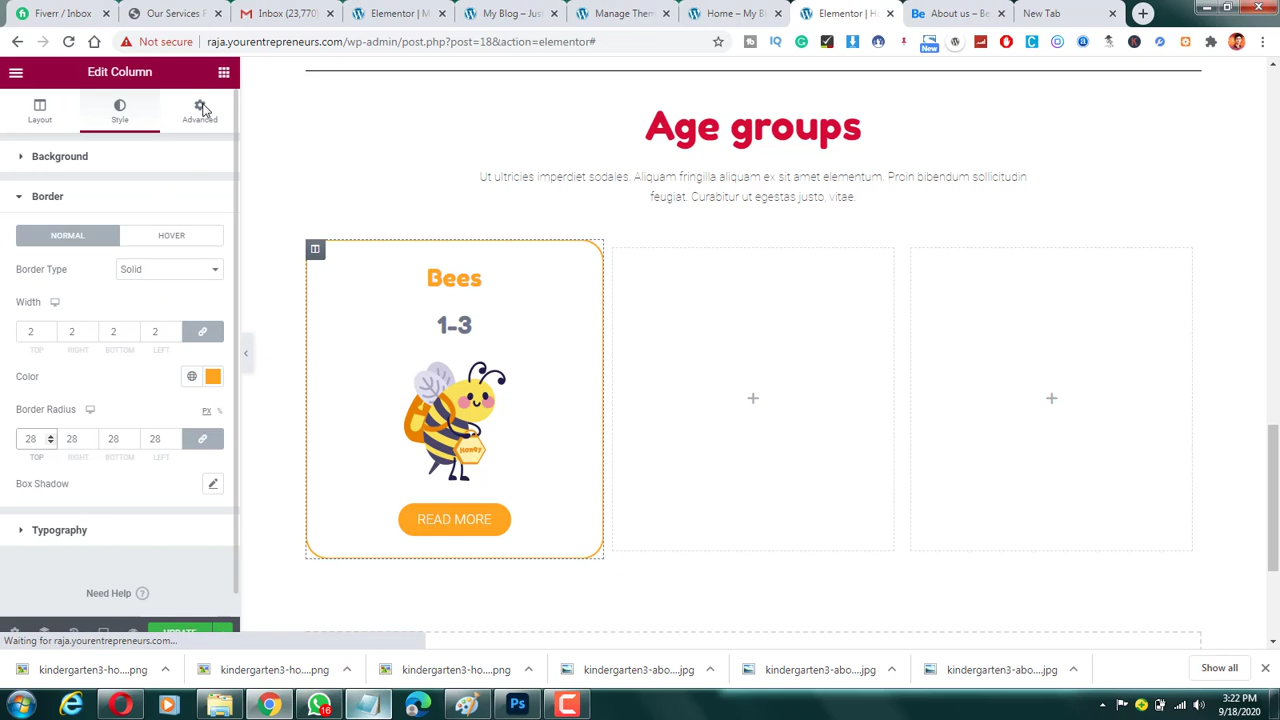 Fiverr / Inbox
Our Services F
Inbox (23,770)
Elementor | M
My Blog – Jus
Manage Them
Home – My B
Elementor | H
About us – Be
New Tab
Not secure
raja.yourentrepreneurs.com/wp-admin/post.php?post=188&action=elementor#
New
Edit Column
Layout
Style
Advanced
Background
Border
NORMAL
HOVER
Border Type
Solid
Width
2 2 2 2
TOP RIGHT BOTTOM LEFT
Color
Border Radius
PX %
28 28 28 28
TOP RIGHT BOTTOM LEFT
Box Shadow
Typography
Need Help
UPDATE
Waiting for raja.yourentrepreneurs.com...
Age groups
Ut ultricies imperdiet sodales. Aliquam fringilla aliquam ex sit amet elementum. Proin bibendum sollicitudin
feugiat. Curabitur ut egestas justo, vitae.
Bees
1-3
Honey
READ MORE
kindergarten3-ho....png
kindergarten3-ho....png
kindergarten3-ho....png
kindergarten3-abo....jpg
kindergarten3-abo....jpg
kindergarten3-abo....jpg
Show all
16
Ps
3:22 PM
9/18/2020